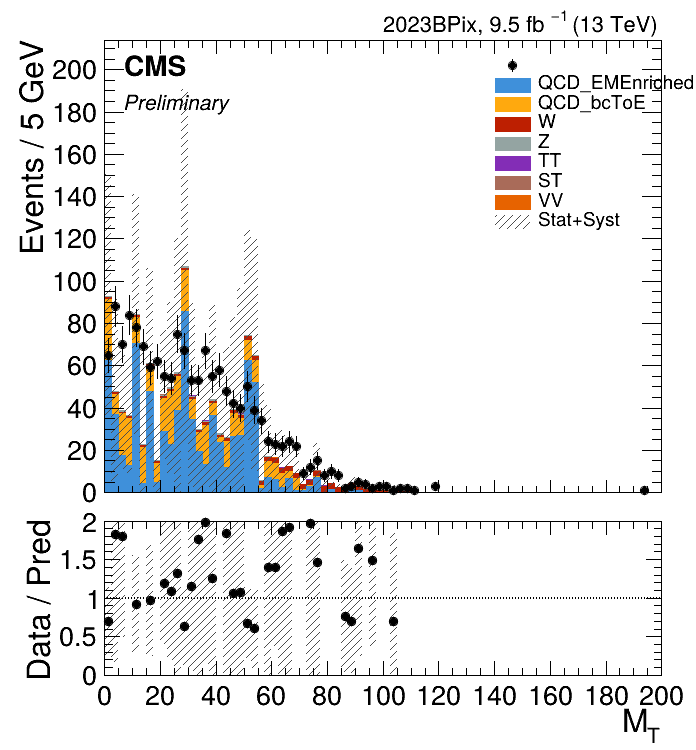 2023BPix, 9.5 fb⁻¹ (13 TeV)
CMS
Preliminary
Events / 5 GeV
200
180
160
140
120
100
80
60
40
20
0
QCD_EMEnriched
QCD_bcToE
W
Z
TT
ST
VV
Stat+Syst
Data / Pred
2
1.5
1
0.5
0
0 20 40 60 80 100 120 140 160 180 200
M_T